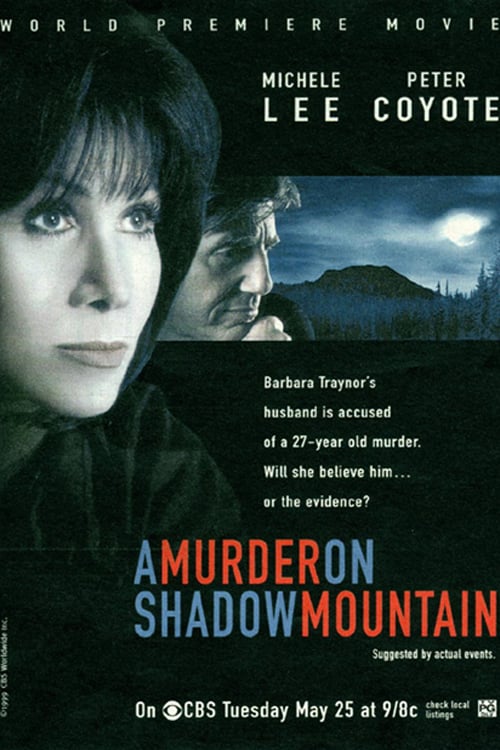 WORLD PREMIERE MOVIE
MICHELE PETER
LEE COYOTE
Barbara Traynor's
husband is accused
of a 27-year old murder.
Will she believe him...
or the evidence?
A MURDER ON
SHADOW MOUNTAIN
Suggested by actual events.
On CBS Tuesday May 25 at 9/8c check local
listings PG
©1999 CBS Worldwide Inc.